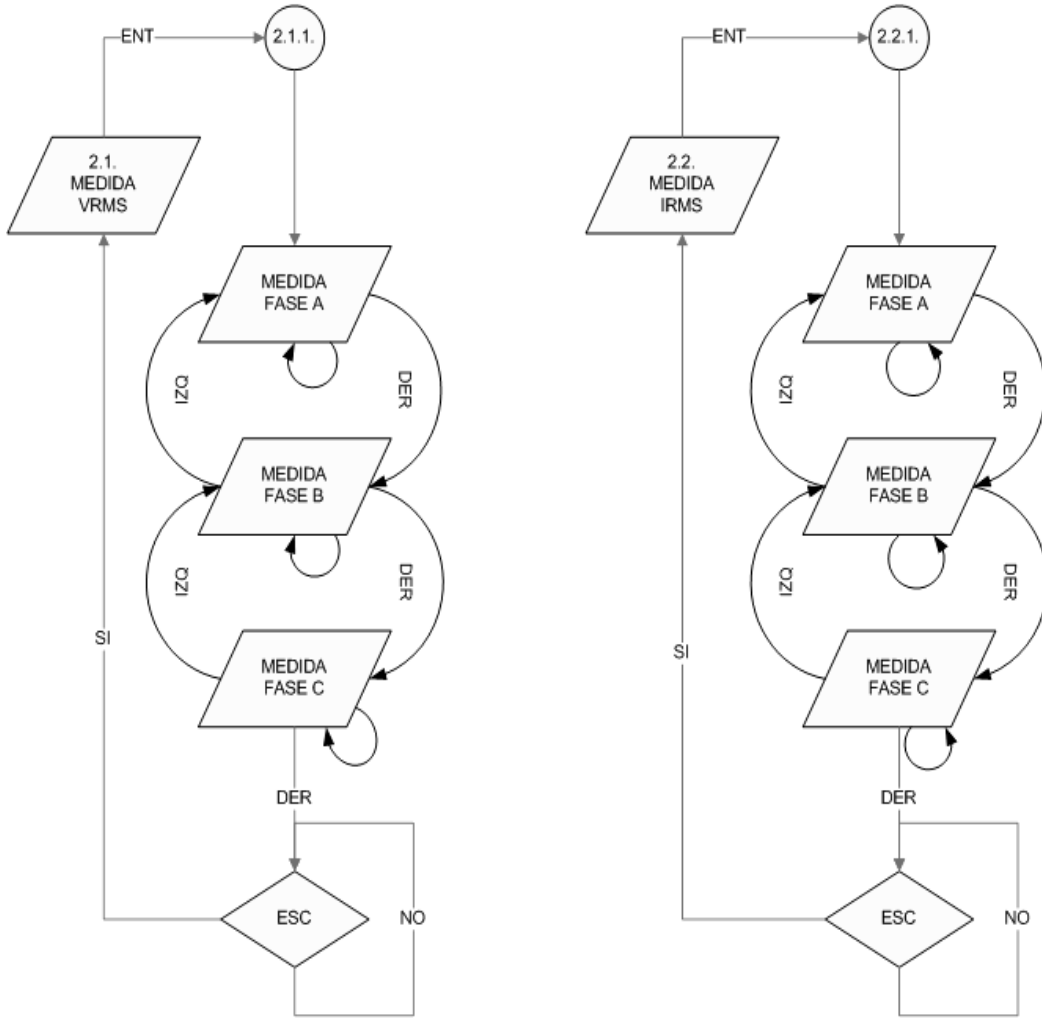 ENT
2.1.1.
2.1.
MEDIDA
VRMS
MEDIDA
FASE A
IZQ
DER
MEDIDA
FASE B
IZQ
DER
SI
MEDIDA
FASE C
DER
ESC
NO
ENT
2.2.1.
2.2.
MEDIDA
IRMS
MEDIDA
FASE A
IZQ
DER
MEDIDA
FASE B
IZQ
DER
SI
MEDIDA
FASE C
DER
ESC
NO